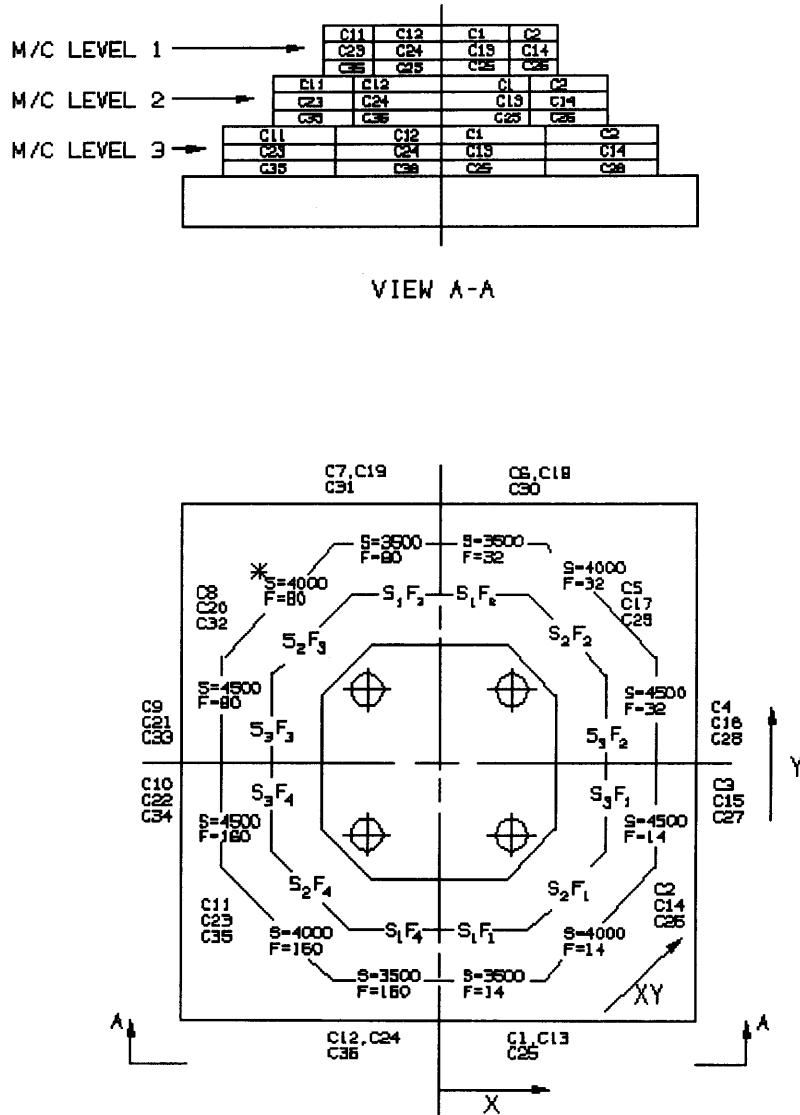 M/C LEVEL 1
C11 C12 C1 C2
C23 C24 C13 C14
C35 C25 C25 C26
M/C LEVEL 2
C11 C12 C1 C2
C23 C24 C13 C14
C35 C36 C25 C26
M/C LEVEL 3
C11 C12 C1 C2
C23 C24 C13 C14
C35 C36 C25 C26
VIEW A-A
C7,C19
C31
C6,C18
C30
S=3500
F=80
S=3500
F=32
*
S=4000
F=80
S=4000
F=32
C8
C20
C32
C5
C17
C29
S₁F₃
S₁F₂
S₂F₃
S₂F₂
S=4500
F=80
S=4500
F=32
C9
C21
C33
C4
C16
C28
S₃F₃
S₃F₂
Y
C10
C22
C34
C3
C15
C27
S₃F₄
S₃F₁
S=4500
F=160
S=4500
F=14
S₂F₄
S₂F₁
C11
C23
C35
C2
C14
C26
S₁F₄
S₁F₁
S=4000
F=160
S=4000
F=14
S=3500
F=160
S=3500
F=14
XY
A
A
C12,C24
C36
C1,C13
C25
X